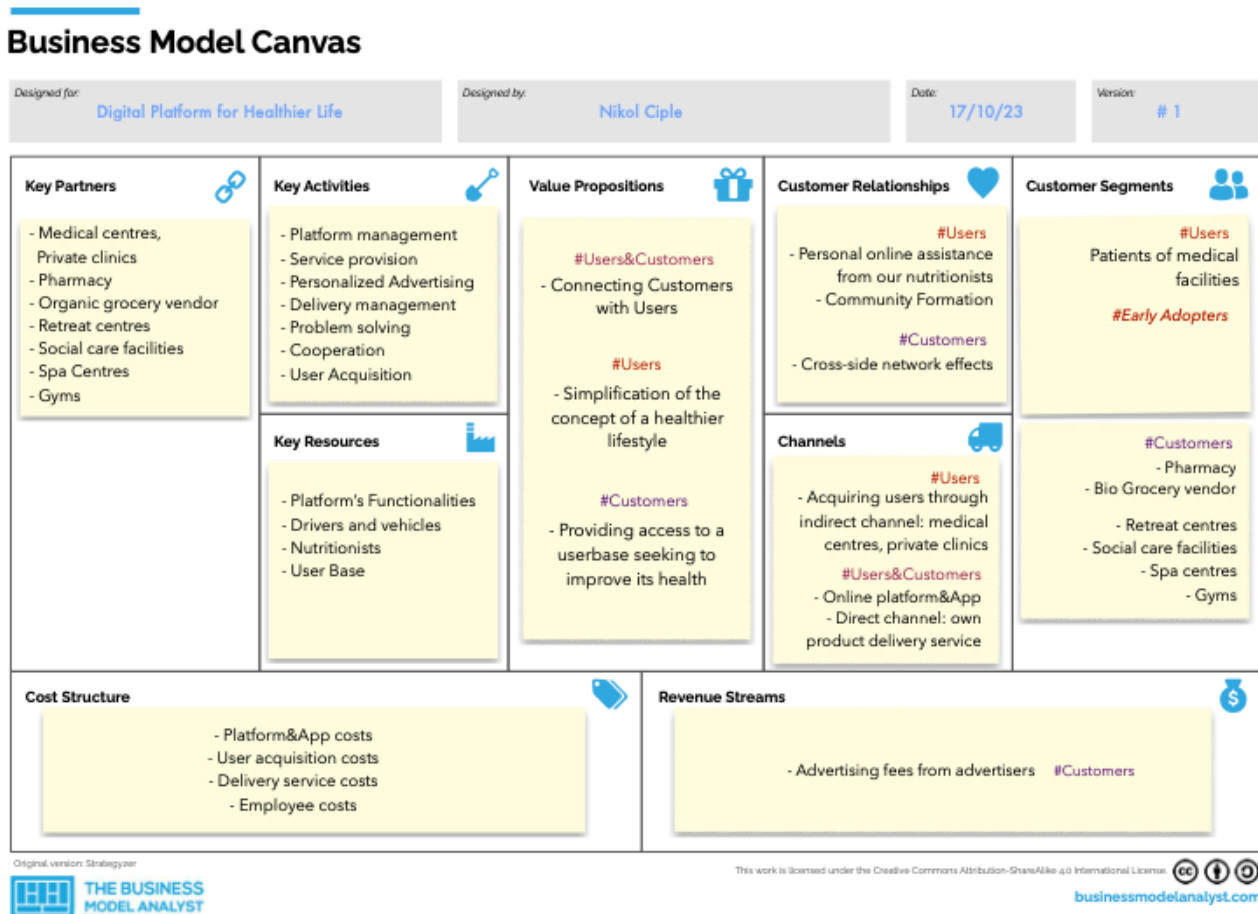 Business Model Canvas
Designed for:
Digital Platform for Healthier Life
Designed by:
Nikol Ciple
Date:
17/10/23
Version:
# 1
Key Partners
- Medical centres,
Private clinics
- Pharmacy
- Organic grocery vendor
- Retreat centres
- Social care facilities
- Spa Centres
- Gyms
Key Activities
- Platform management
- Service provision
- Personalized Advertising
- Delivery management
- Problem solving
- Cooperation
- User Acquisition
Key Resources
- Platform's Functionalities
- Drivers and vehicles
- Nutritionists
- User Base
Value Propositions
#Users&Customers
- Connecting Customers
with Users
#Users
- Simplification of the
concept of a healthier
lifestyle
#Customers
- Providing access to a
userbase seeking to
improve its health
Customer Relationships
#Users
- Personal online assistance
from our nutritionists
- Community Formation
#Customers
- Cross-side network effects
Channels
#Users
- Acquiring users through
indirect channel: medical
centres, private clinics
#Users&Customers
- Online platform&App
- Direct channel: own
product delivery service
Customer Segments
#Users
Patients of medical
facilities
#Early Adopters
#Customers
- Pharmacy
- Bio Grocery vendor
- Retreat centres
- Social care facilities
- Spa centres
- Gyms
Cost Structure
- Platform&App costs
- User acquisition costs
- Delivery service costs
- Employee costs
Revenue Streams
$
- Advertising fees from advertisers #Customers
Original version: Strategyzer
THE BUSINESS
MODEL ANALYST
This work is licensed under the Creative Commons Attribution-ShareAlike 4.0 International License.
cc
businessmodelanalyst.com